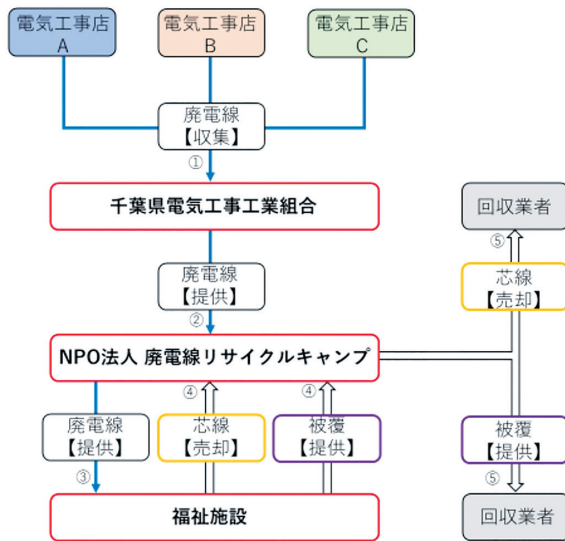 電気工事店
A
電気工事店
B
電気工事店
C
廃電線
【収集】
①
千葉県電気工事工業組合
廃電線
【提供】
②
NPO法人 廃電線リサイクルキャンプ
廃電線
【提供】
③
④
芯線
【売却】
④
被覆
【提供】
福祉施設
回収業者
⑤
芯線
【売却】
被覆
【提供】
⑤
回収業者